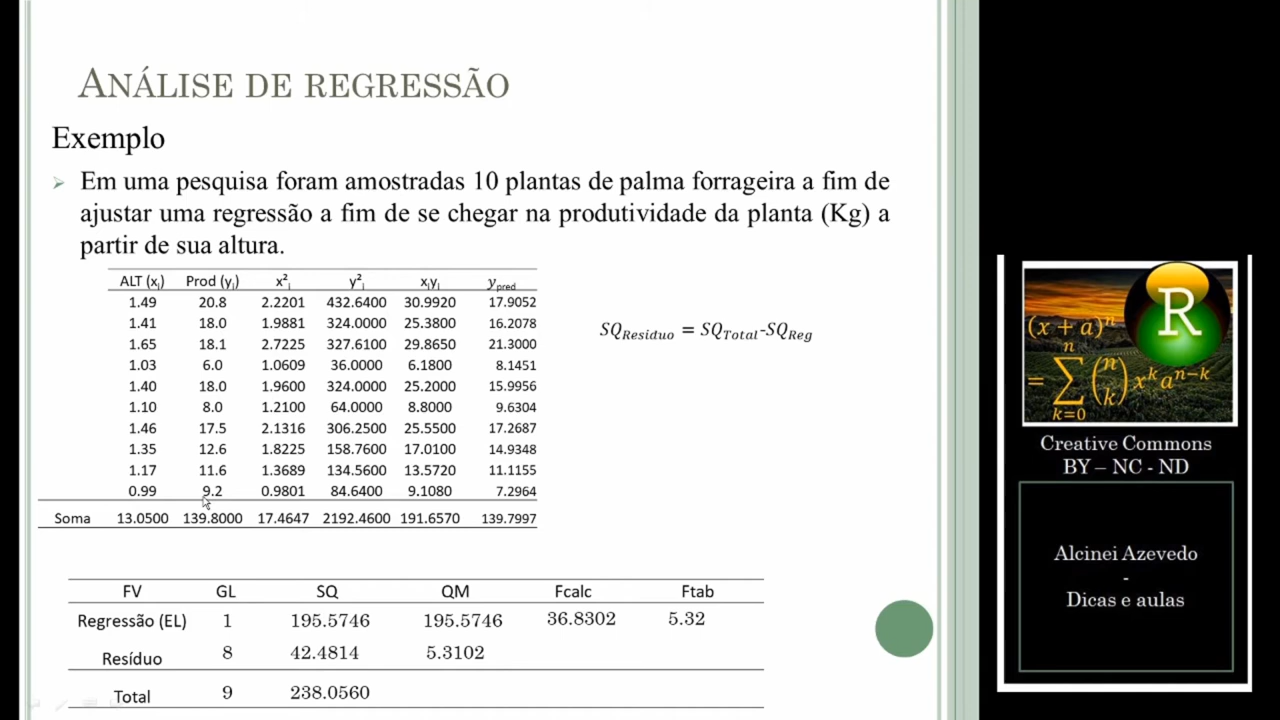 ANÁLISE DE REGRESSÃO
Exemplo
Em uma pesquisa foram amostradas 10 plantas de palma forrageira a fim de
ajustar uma regressão a fim de se chegar na produtividade da planta (Kg) a
partir de sua altura.
ALT (xᵢ) Prod (yᵢ) x²ᵢ y²ᵢ xᵢyᵢ y_pred
1.49 20.8 2.2201 432.6400 30.9920 17.9052
1.41 18.0 1.9881 324.0000 25.3800 16.2078
1.65 18.1 2.7225 327.6100 29.8650 21.3000
1.03 6.0 1.0609 36.0000 6.1800 8.1451
1.40 18.0 1.9600 324.0000 25.2000 15.9956
1.10 8.0 1.2100 64.0000 8.8000 9.6304
1.46 17.5 2.1316 306.2500 25.5500 17.2687
1.35 12.6 1.8225 158.7600 17.0100 14.9348
1.17 11.6 1.3689 134.5600 13.5720 11.1155
0.99 9.2 0.9801 84.6400 9.1080 7.2964
Soma 13.0500 139.8000 17.4647 2192.4600 191.6570 139.7997
SQ_Resíduo = SQ_Total-SQ_Reg
FV GL SQ QM Fcalc Ftab
Regressão (EL) 1 195.5746 195.5746 36.8302 5.32
Resíduo 8 42.4814 5.3102
Total 9 238.0560
R
(x + a)ⁿ
n
= ∑ (n k) xᵏaⁿ⁻ᵏ
k=0
Creative Commons
BY – NC - ND
Alcinei Azevedo
-
Dicas e aulas